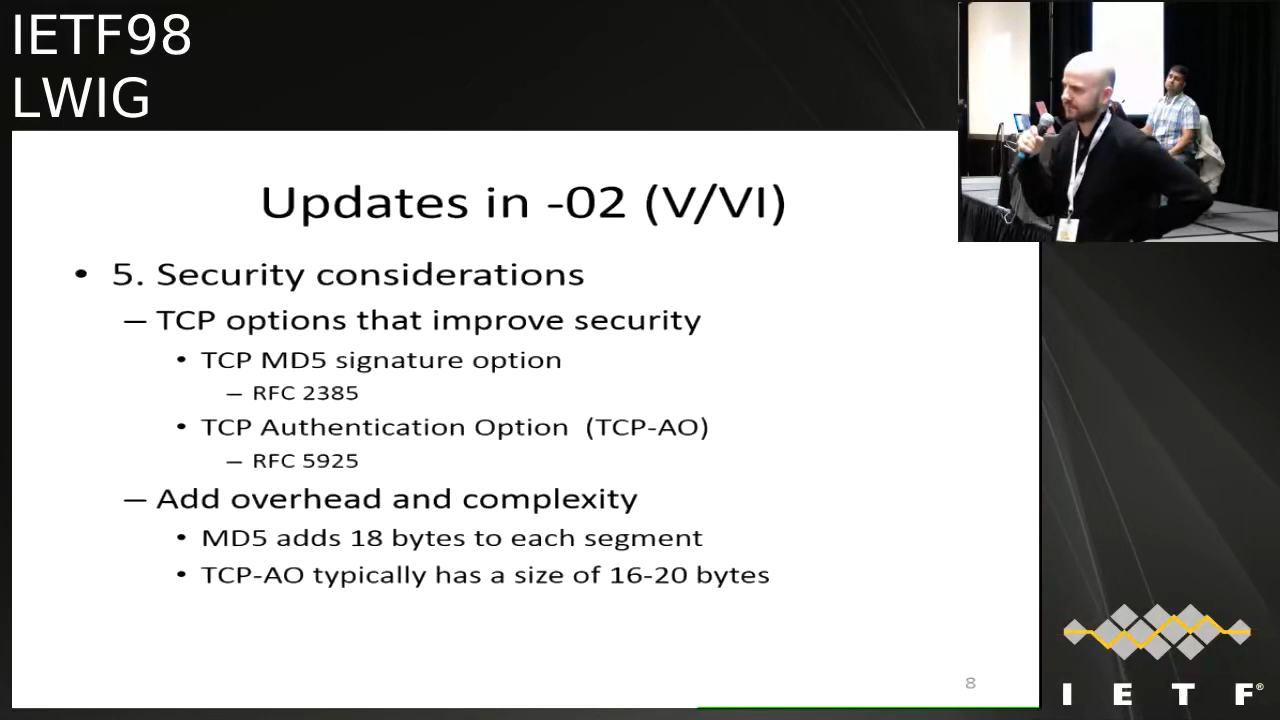 IETF98
LWIG
Updates in -02 (V/VI)
• 5. Security considerations
– TCP options that improve security
• TCP MD5 signature option
– RFC 2385
• TCP Authentication Option (TCP-AO)
– RFC 5925
– Add overhead and complexity
• MD5 adds 18 bytes to each segment
• TCP-AO typically has a size of 16-20 bytes
8
I E T F®